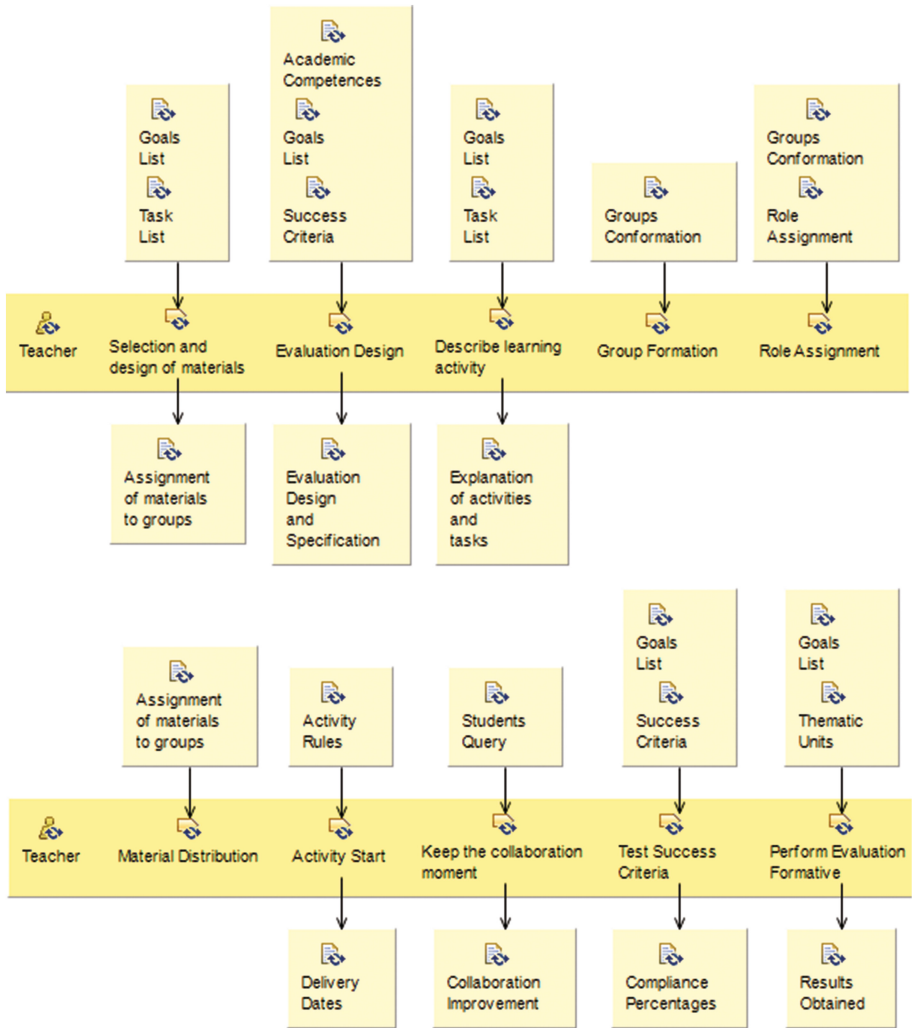 Academic
Competences
Goals
List
Success
Criteria
Goals
List
Task
List
Goals
List
Task
List
Groups
Conformation
Groups
Conformation
Role
Assignment
Teacher
Selection and
design of materials
Evaluation Design
Describe learning
activity
Group Formation
Role Assignment
Assignment
of materials
to groups
Evaluation
Design
and
Specification
Explanation
of activities
and
tasks
Assignment
of materials
to groups
Activity
Rules
Students
Query
Goals
List
Success
Criteria
Goals
List
Thematic
Units
Teacher
Material Distribution
Activity Start
Keep the collaboration
moment
Test Success
Criteria
Perform Evaluation
Formative
Delivery
Dates
Collaboration
Improvement
Compliance
Percentages
Results
Obtained